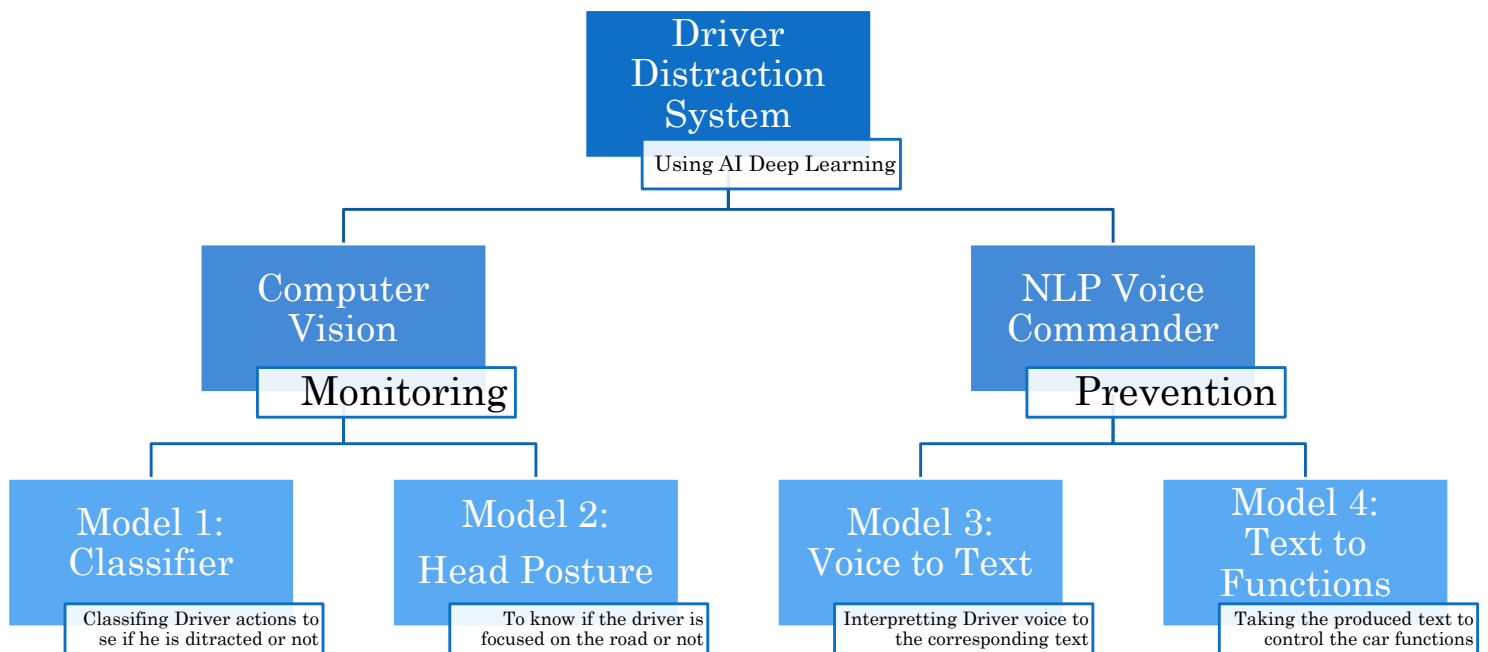 Driver
Distraction
System
Using AI Deep Learning
Computer
Vision
Monitoring
NLP Voice
Commander
Prevention
Model 1:
Classifier
Classifing Driver actions to
se if he is ditracted or not
Model 2:
Head Posture
To know if the driver is
focused on the road or not
Model 3:
Voice to Text
Interpretting Driver voice to
the corresponding text
Model 4:
Text to
Functions
Taking the produced text to
control the car functions